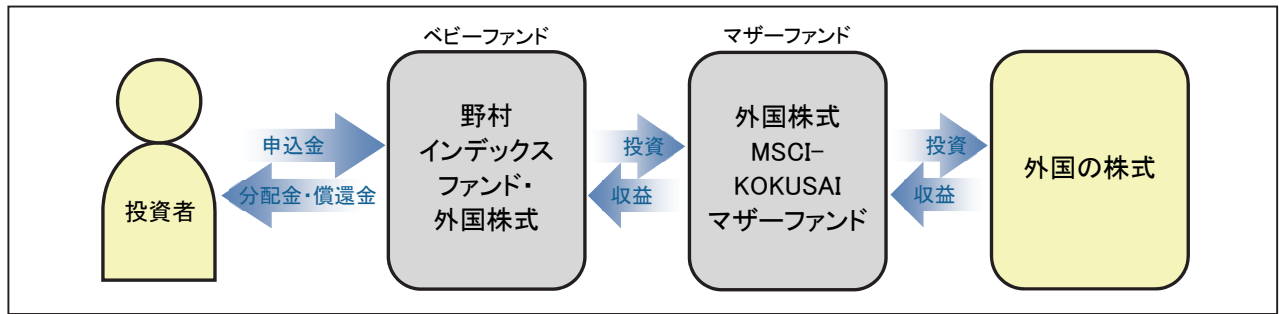 ベビーファンド
マザーファンド
投資者
申込金
分配金・償還金
野村
インデックス
ファンド・
外国株式
投資
収益
外国株式
MSCI-
KOKUSAI
マザーファンド
投資
収益
外国の株式